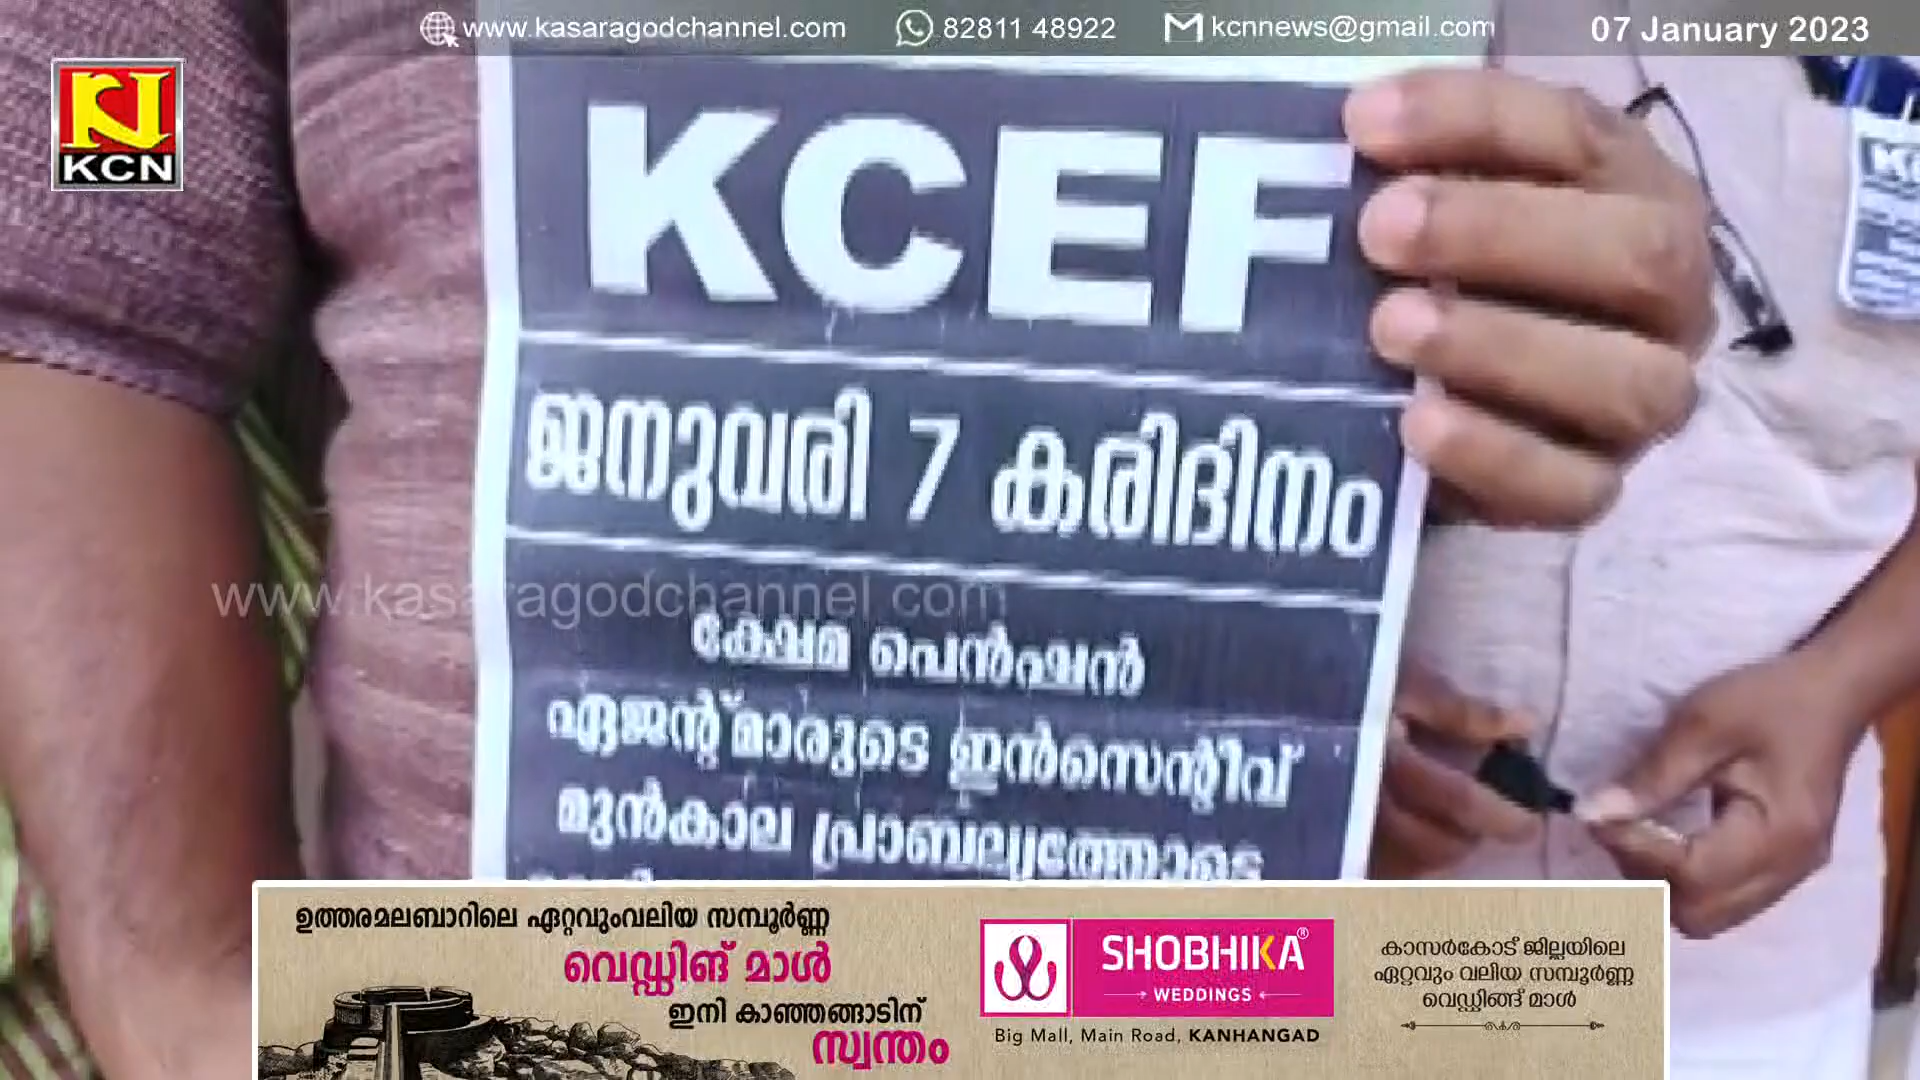 www.kasaragodchannel.com 82811 48922 kcnnews@gmail.com 07 January 2023
KCN
KCEF
ജനുവരി 7 കരിദിനം
www.kasaragodchannel.com
ക്ഷേമ പെൻഷൻ
ഏജന്റ്മാരുടെ ഇൻസെന്റീവ്
മുൻകാല പ്രാബല്യത്തോടെ
ഉത്തരമലബാറിലെ ഏറ്റവുംവലിയ സമ്പൂർണ്ണ
വെഡ്ഡിങ് മാൾ
ഇനി കാഞ്ഞങ്ങാടിന്
സ്വന്തം
SHOBHIKA®
WEDDINGS
Big Mall, Main Road, KANHANGAD
കാസർകോട് ജില്ലയിലെ
ഏറ്റവും വലിയ സമ്പൂർണ്ണ
വെഡ്ഡിങ്ങ് മാൾ